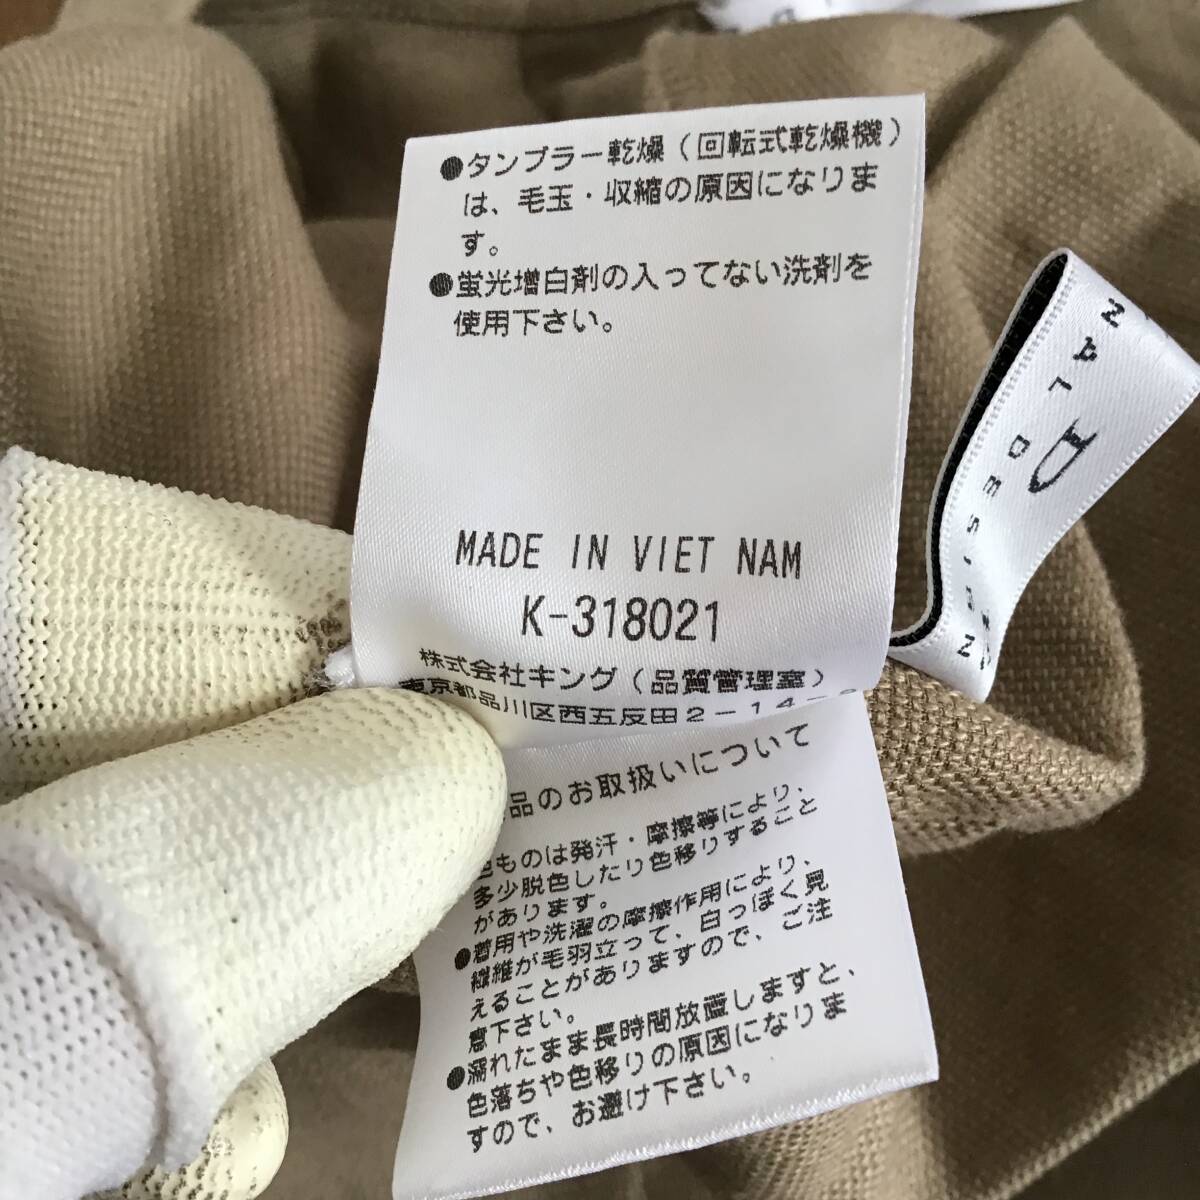 ●タンブラー乾燥（回転式乾燥機）
は、毛玉・収縮の原因になりま
す。
●蛍光増白剤の入ってない洗剤を
使用下さい。
MADE IN VIET NAM
K-318021
株式会社キング（品質管理室）
東京都品川区西五反田2-14-
品のお取扱いについて
色ものは発汗・摩擦等により、
多少脱色したり色移りすること
があります。
●着用や洗濯の摩擦作用により、
繊維が毛羽立って、白っぽく見
えることがありますので、ご注
意下さい。
●濡れたまま長時間放置しますと、
色落ちや色移りの原因になりま
すので、お避け下さい。
NAL DESIGN